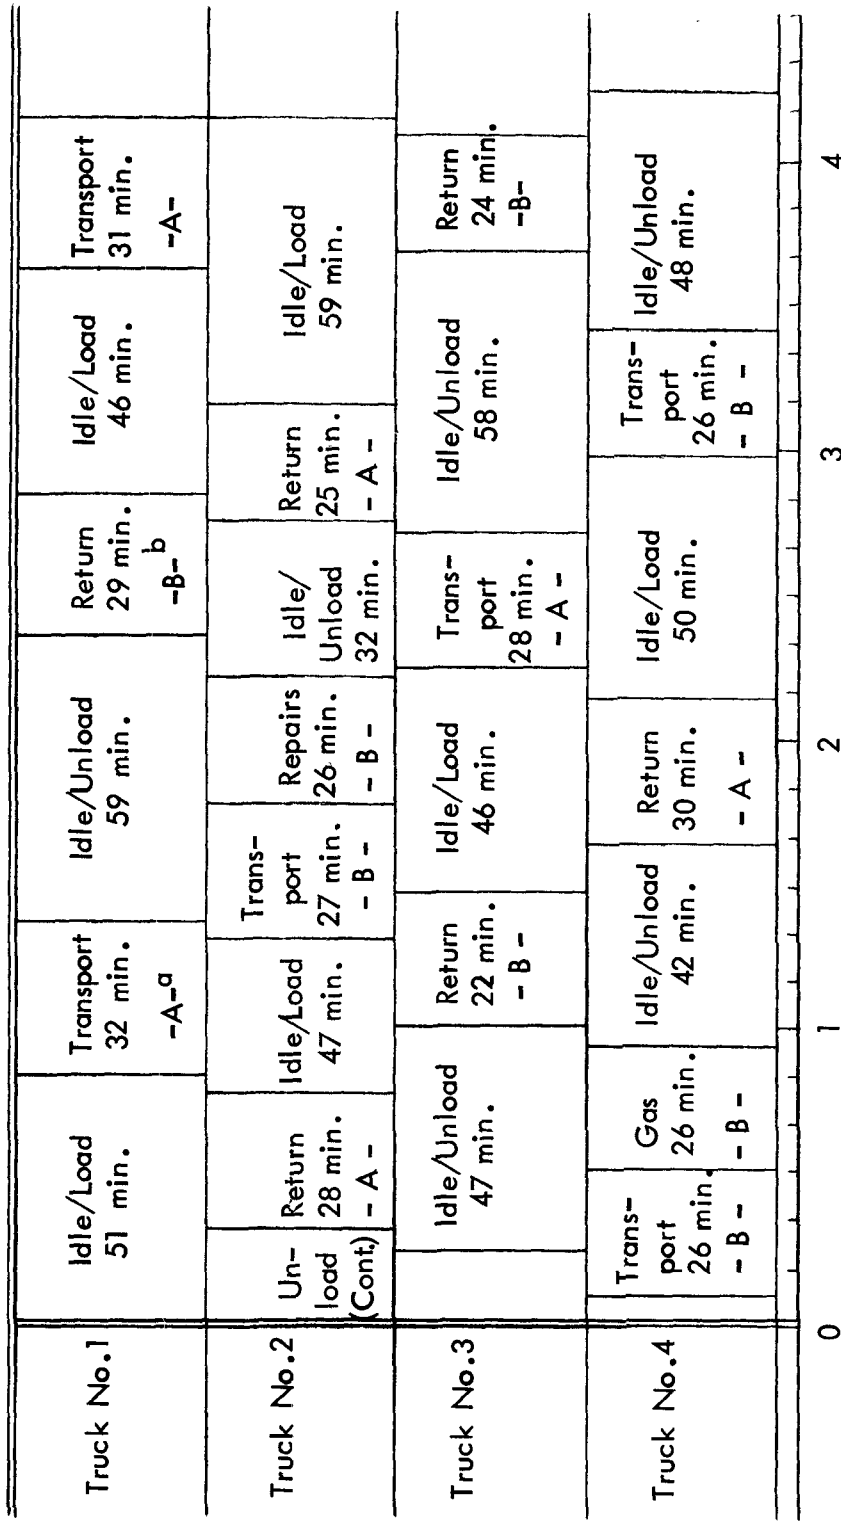 Truck No.1
Idle/Load
51 min.
Transport
32 min.
-A-a
Idle/Unload
59 min.
Return
29 min.
-B-b
Idle/Load
46 min.
Transport
31 min.
-A-
Truck No.2
Un-
load
(Cont.)
Return
28 min.
- A -
Idle/Load
47 min.
Trans-
port
27 min.
- B -
Repairs
26 min.
- B -
Idle/
Unload
32 min.
Return
25 min.
- A -
Idle/Load
59 min.
Truck No.3
Idle/Unload
47 min.
Return
22 min.
- B -
Idle/Load
46 min.
Trans-
port
28 min.
- A -
Idle/Unload
58 min.
Return
24 min.
-B-
Truck No.4
Trans-
port
26 min.
- B -
Gas
26 min.
- B -
Idle/Unload
42 min.
Return
30 min.
- A -
Idle/Load
50 min.
Trans-
port
26 min.
- B -
Idle/Unload
48 min.
0 1 2 3 4